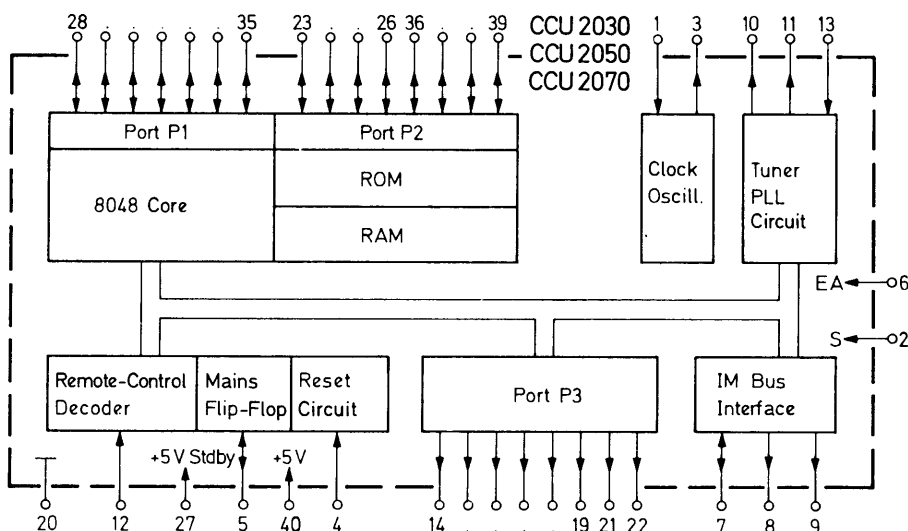 28 . . . . . 35 23 . . 26 36 . . 39 CCU 2030 1 3 10 11 13
CCU 2050
CCU 2070
Port P1 Port P2
8048 Core
ROM
RAM
Clock
Oscill.
Tuner
PLL
Circuit
EA 6
S 2
Remote-Control
Decoder
Mains
Flip-Flop
Reset
Circuit
Port P3
IM Bus
Interface
+5V Stdby +5V
20 12 27 5 40 4 14 . . . . 19 21 22 7 8 9